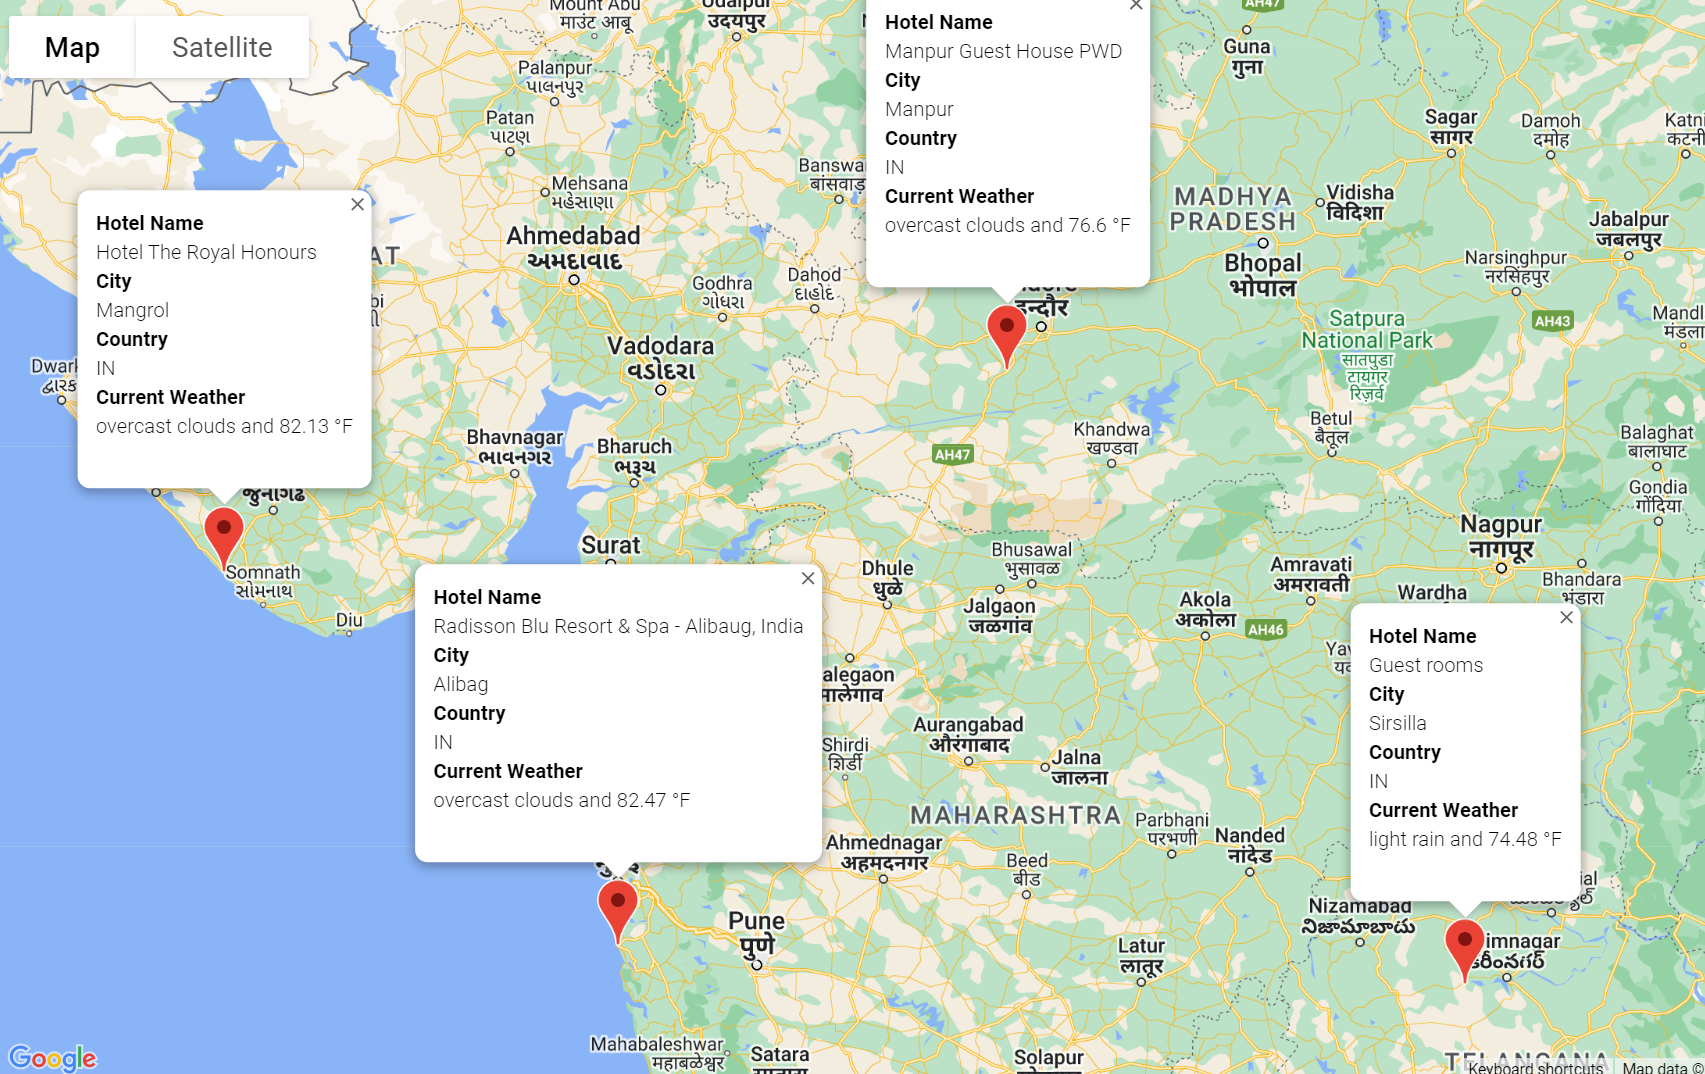 Map
Satellite
Mount Abu
माउंट आबू
Udaipur
उदयपुर
AH47
Guna
गुना
Palanpur
પાલનપુર
Patan
પાટણ
Sagar
सागर
Damoh
दमोह
Katni
कटनी
Hotel Name
Manpur Guest House PWD
City
Manpur
Country
IN
Current Weather
overcast clouds and 76.6 °F
Mehsana
મહેસાણા
MADHYA
PRADESH
Vidisha
विदिशा
Jabalpur
जबलपुर
Ahmedabad
અમદાવાદ
Bhopal
भोपाल
Narsinghpur
नरसिंहपुर
Godhra
ગોધરા
Dahod
દાહોદ
इन्दौर
AH43
Satpura
National Park
सातपुडा
टायगर
रिज़र्व
Hotel Name
Hotel The Royal Honours
City
Mangrol
Country
IN
Current Weather
overcast clouds and 82.13 °F
Vadodara
વડોદરા
Betul
बैतूल
Khandwa
खण्डवा
Balaghat
बालाघाट
Bhavnagar
ભાવનગર
Bharuch
ભરૂચ
AH47
Gondia
गोंदिया
જુનાગઢ
Nagpur
नागपूर
Surat
Bhusawal
भुसावळ
Dhule
धुळे
Amravati
अमरावती
Bhandara
भंडारा
Somnath
સોમનાથ
Jalgaon
जळगांव
Akola
अकोला
Wardha
Diu
AH46
Hotel Name
Radisson Blu Resort & Spa - Alibaug, India
City
Alibag
Country
IN
Current Weather
overcast clouds and 82.47 °F
Hotel Name
Guest rooms
City
Sirsilla
Country
IN
Current Weather
light rain and 74.48 °F
Aurangabad
औरंगाबाद
Shirdi
शिर्डी
Jalna
जालना
MAHARASHTRA
Parbhani
परभणी
Nanded
नांदेड
Ahmednagar
अहमदनगर
Beed
बीड
Nizamabad
నిజామాబాదు
Pune
पुणे
Latur
लातूर
కరీంనగర్
Mahabaleshwar
महाबळेश्वर
Satara
Solapur
TELANGANA
Google
Keyboard shortcuts
Map data ©